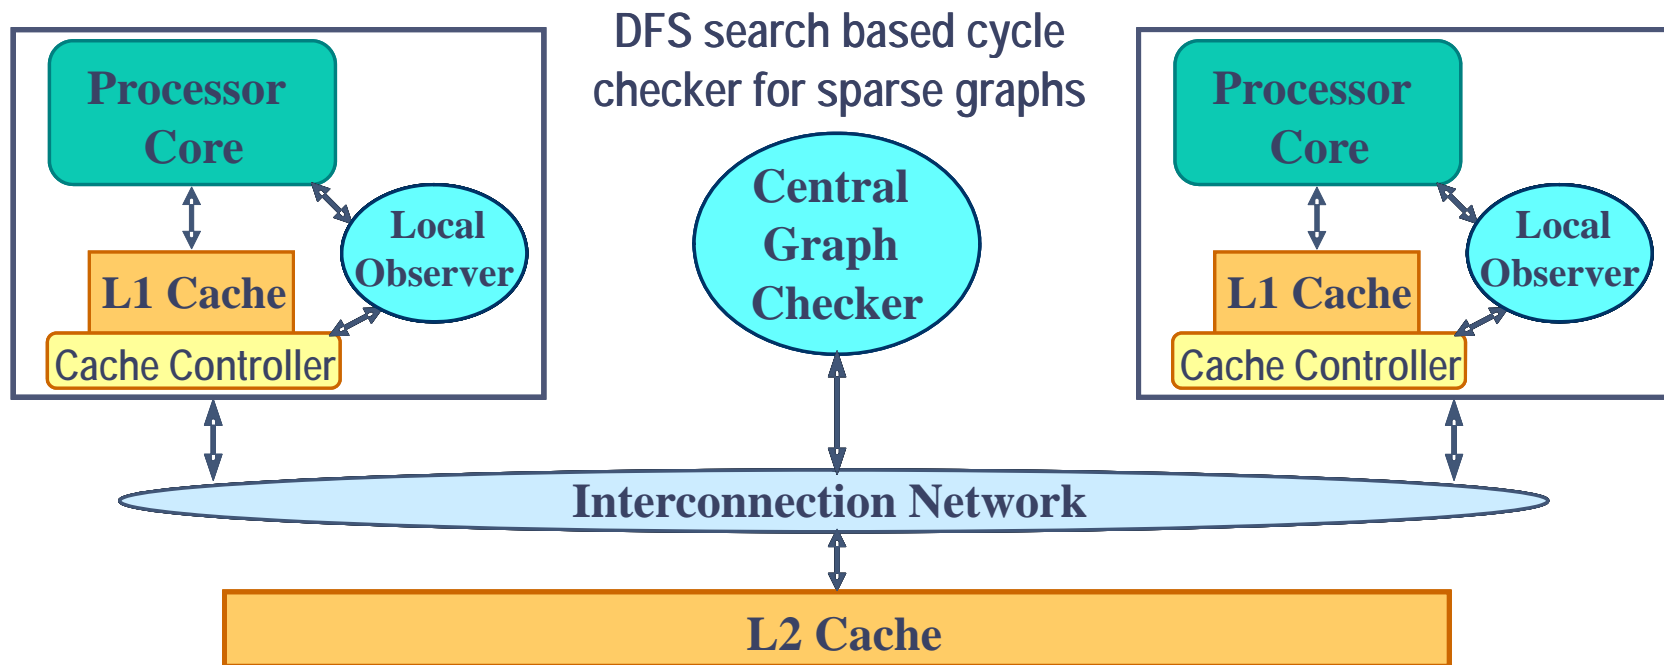 DFS search based cycle
checker for sparse graphs
Processor
Core
Local
Observer
L1 Cache
Cache Controller
Central
Graph
Checker
Processor
Core
Local
Observer
L1 Cache
Cache Controller
Interconnection Network
L2 Cache